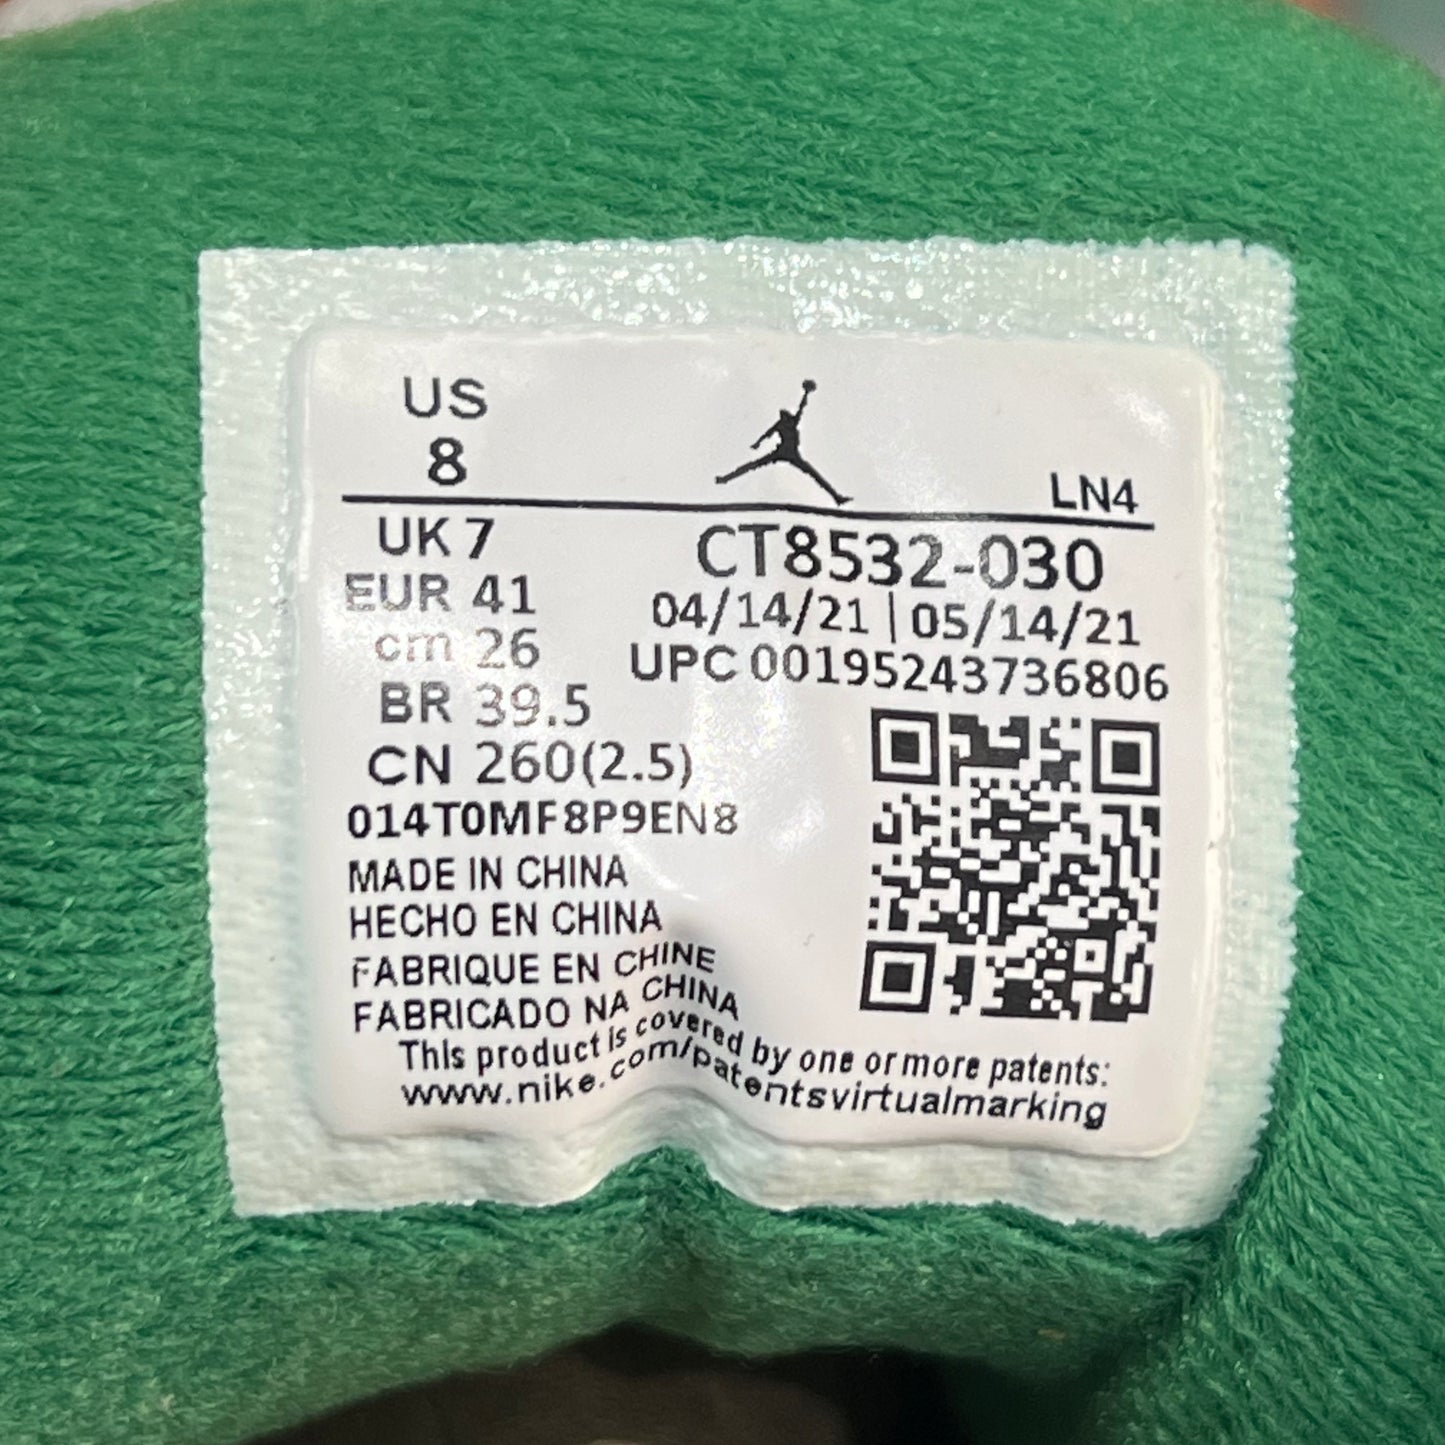 US
8
LN4
UK 7
CT8532-030
EUR 41
04/14/21 | 05/14/21
cm 26
UPC 00195243736806
BR 39.5
CN 260(2.5)
014T0MF8P9EN8
MADE IN CHINA
HECHO EN CHINA
FABRIQUE EN CHINE
FABRICADO NA CHINA
This product is covered by one or more patents:
www.nike.com/patentsvirtualmarking